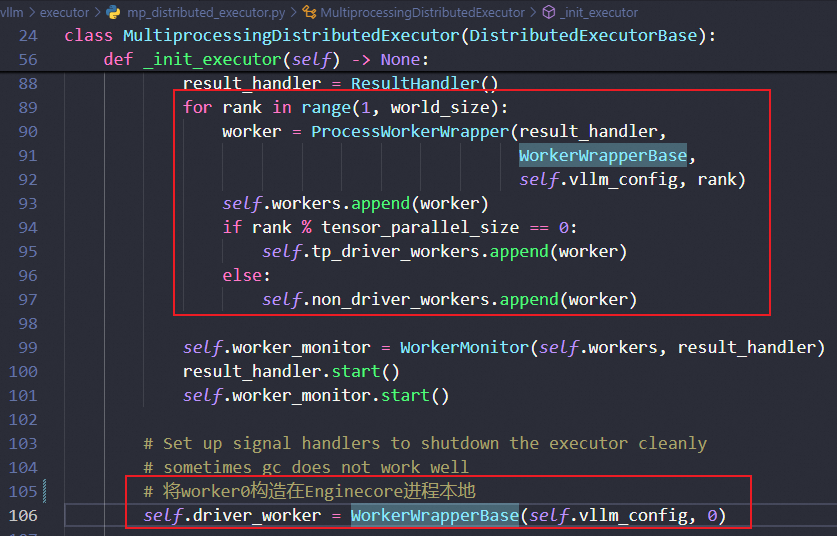 vllm > executor > mp_distributed_executor.py > MultiprocessingDistributedExecutor > _init_executor
24 class MultiprocessingDistributedExecutor(DistributedExecutorBase):
56 def _init_executor(self) -> None:
88 result_handler = ResultHandler()
89 for rank in range(1, world_size):
90 worker = ProcessWorkerWrapper(result_handler,
91 WorkerWrapperBase,
92 self.vllm_config, rank)
93 self.workers.append(worker)
94 if rank % tensor_parallel_size == 0:
95 self.tp_driver_workers.append(worker)
96 else:
97 self.non_driver_workers.append(worker)
98
99 self.worker_monitor = WorkerMonitor(self.workers, result_handler)
100 result_handler.start()
101 self.worker_monitor.start()
102
103 # Set up signal handlers to shutdown the executor cleanly
104 # sometimes gc does not work well
105 # 将worker0构造在Enginecore进程本地
106 self.driver_worker = WorkerWrapperBase(self.vllm_config, 0)